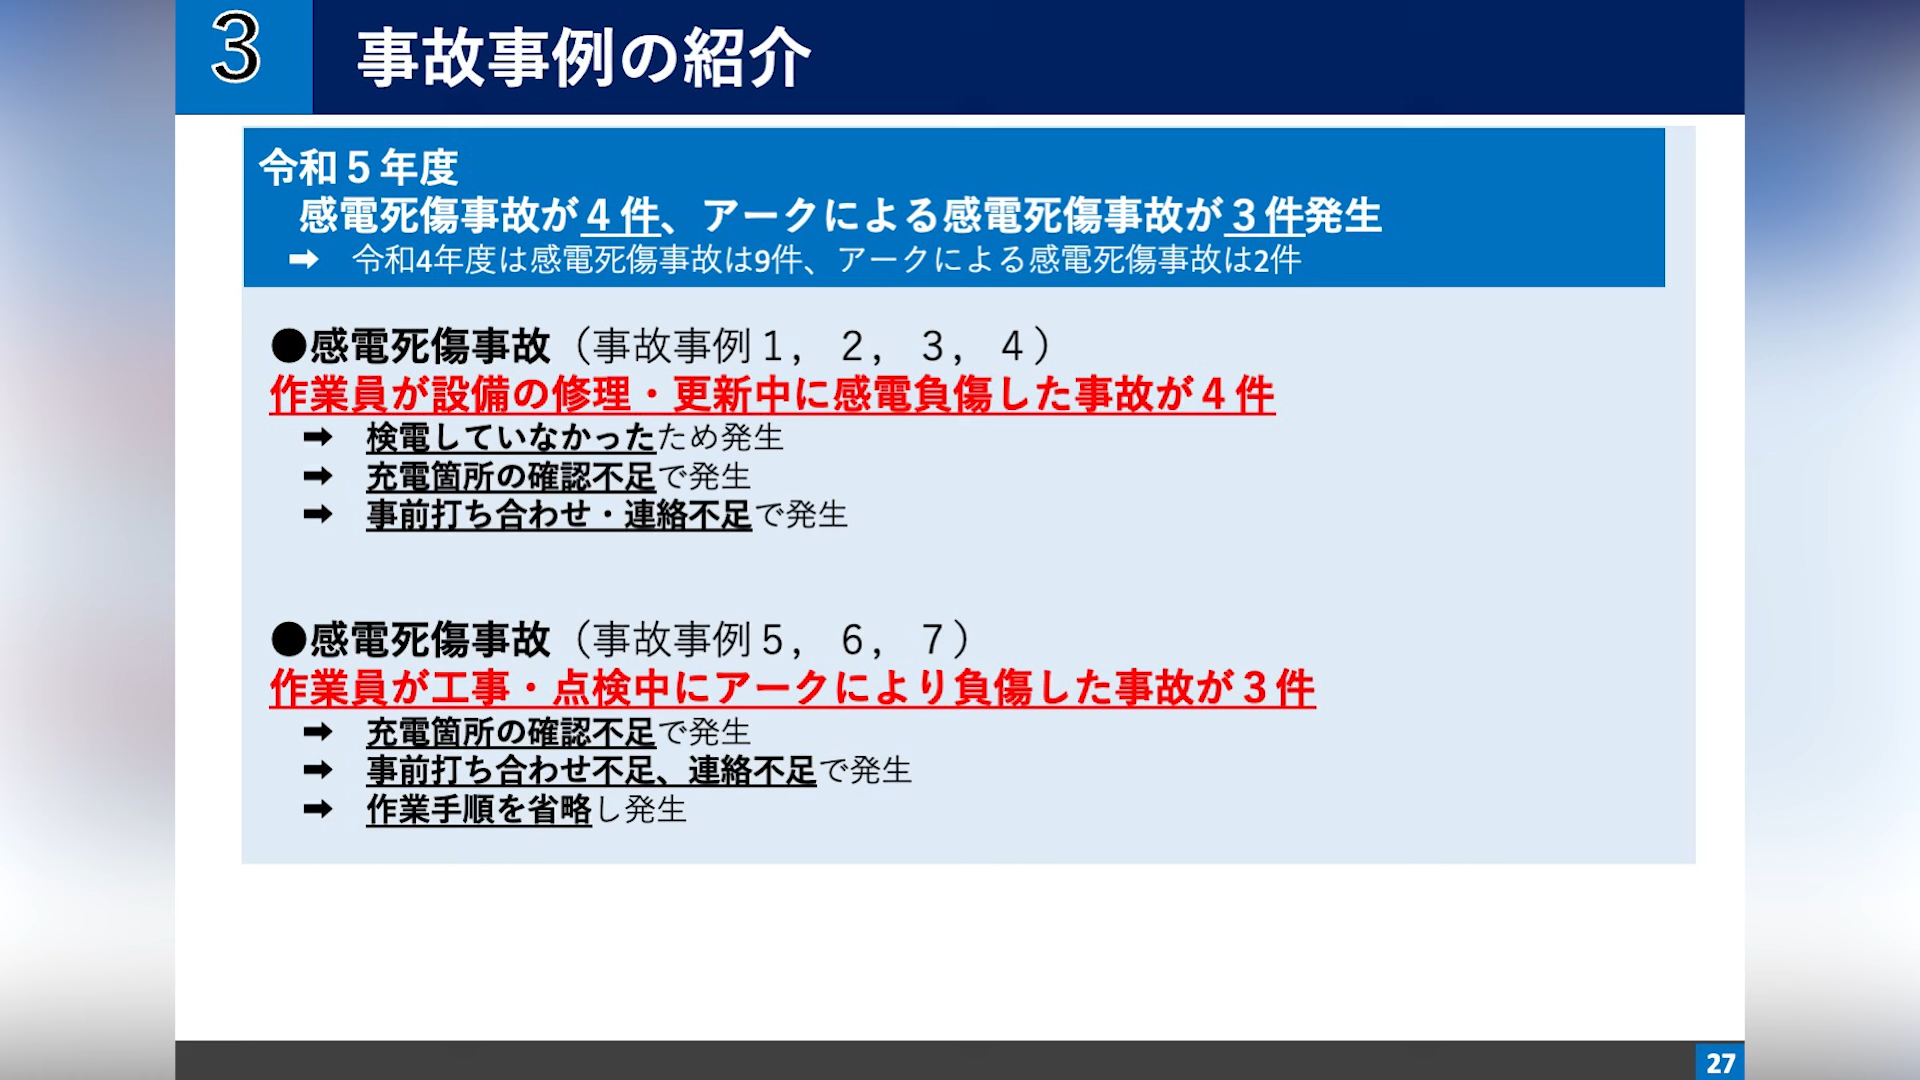 3
事故事例の紹介
令和５年度
感電死傷事故が４件、アークによる感電死傷事故が３件発生
➡ 令和4年度は感電死傷事故は9件、アークによる感電死傷事故は2件
●感電死傷事故（事故事例１，２，３，４）
作業員が設備の修理・更新中に感電負傷した事故が４件
➡ 検電していなかったため発生
➡ 充電箇所の確認不足で発生
➡ 事前打ち合わせ・連絡不足で発生
●感電死傷事故（事故事例５，６，７）
作業員が工事・点検中にアークにより負傷した事故が３件
➡ 充電箇所の確認不足で発生
➡ 事前打ち合わせ不足、連絡不足で発生
➡ 作業手順を省略し発生
27